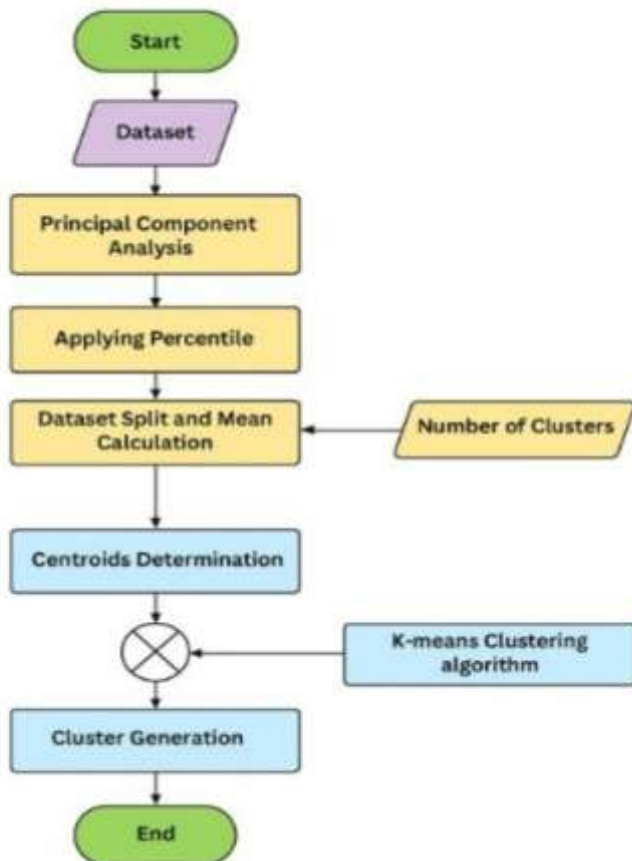 Start
Dataset
Principal Component
Analysis
Applying Percentile
Dataset Split and Mean
Calculation
Number of Clusters
Centroids Determination
K-means Clustering
algorithm
Cluster Generation
End